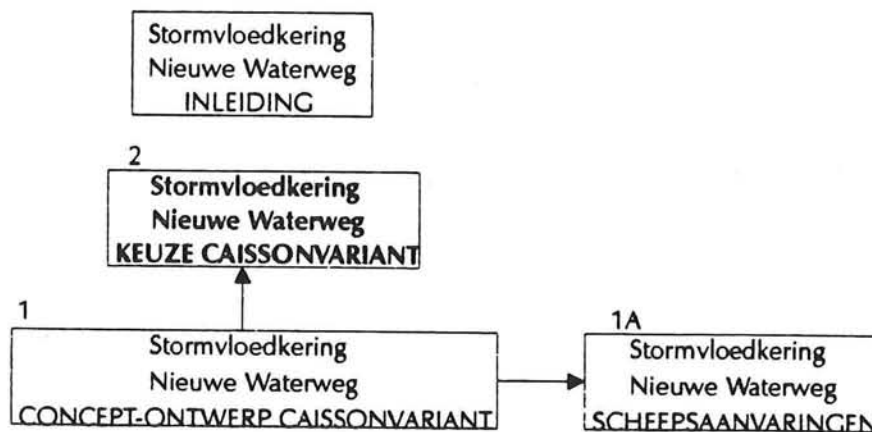 Stormvloedkering
Nieuwe Waterweg
INLEIDING
2
Stormvloedkering
Nieuwe Waterweg
KEUZE CAISSONVARIANT
1
Stormvloedkering
Nieuwe Waterweg
CONCEPT-ONTWERP CAISSONVARIANT
1A
Stormvloedkering
Nieuwe Waterweg
SCHEEPSAANVARINGEN